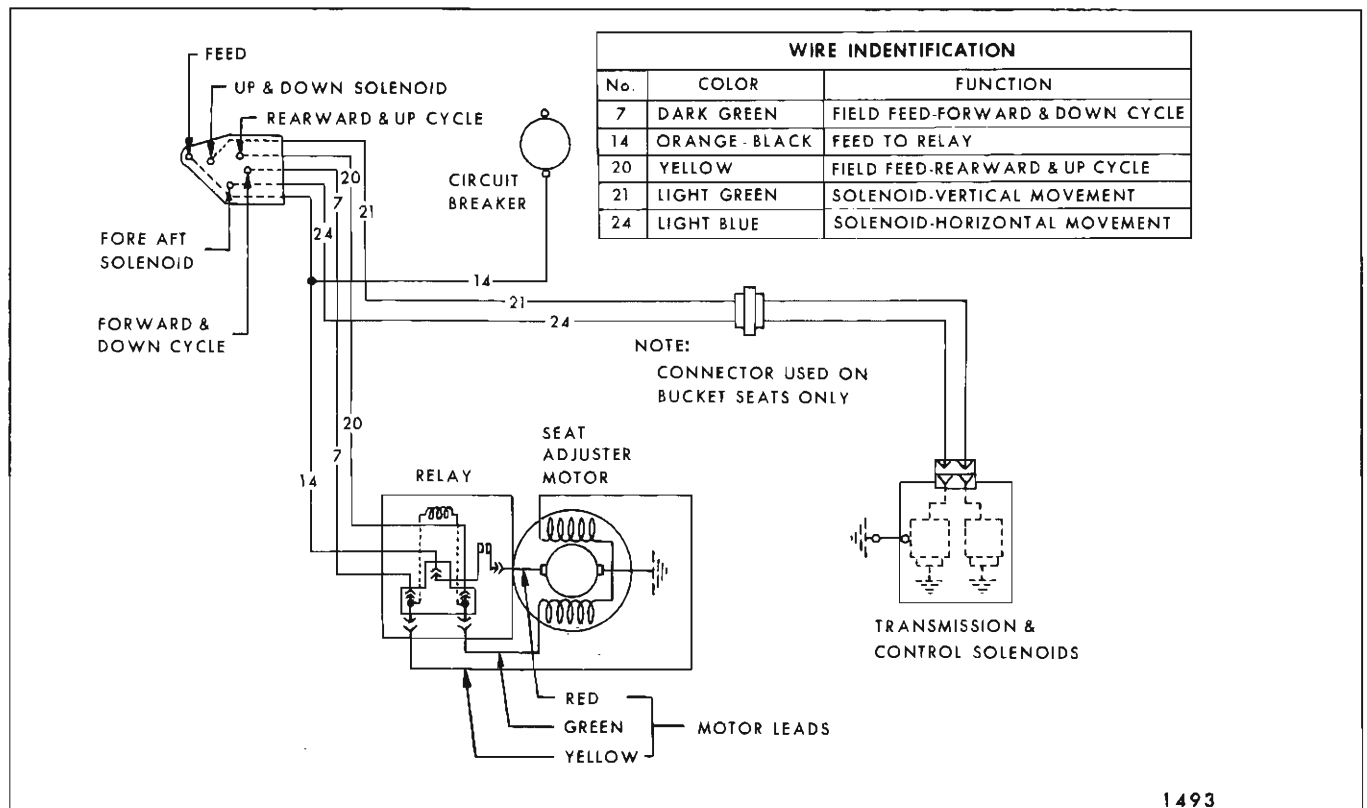 FEED
UP & DOWN SOLENOID
REARWARD & UP CYCLE
20
7
21
24
FORE AFT
SOLENOID
FORWARD &
DOWN CYCLE
CIRCUIT
BREAKER
WIRE INDENTIFICATION
No. COLOR FUNCTION
7 DARK GREEN FIELD FEED-FORWARD & DOWN CYCLE
14 ORANGE-BLACK FEED TO RELAY
20 YELLOW FIELD FEED-REARWARD & UP CYCLE
21 LIGHT GREEN SOLENOID-VERTICAL MOVEMENT
24 LIGHT BLUE SOLENOID-HORIZONTAL MOVEMENT
14
21
24
NOTE:
CONNECTOR USED ON
BUCKET SEATS ONLY
20
7
14
RELAY
SEAT
ADJUSTER
MOTOR
TRANSMISSION &
CONTROL SOLENOIDS
RED
GREEN
YELLOW
MOTOR LEADS
1493